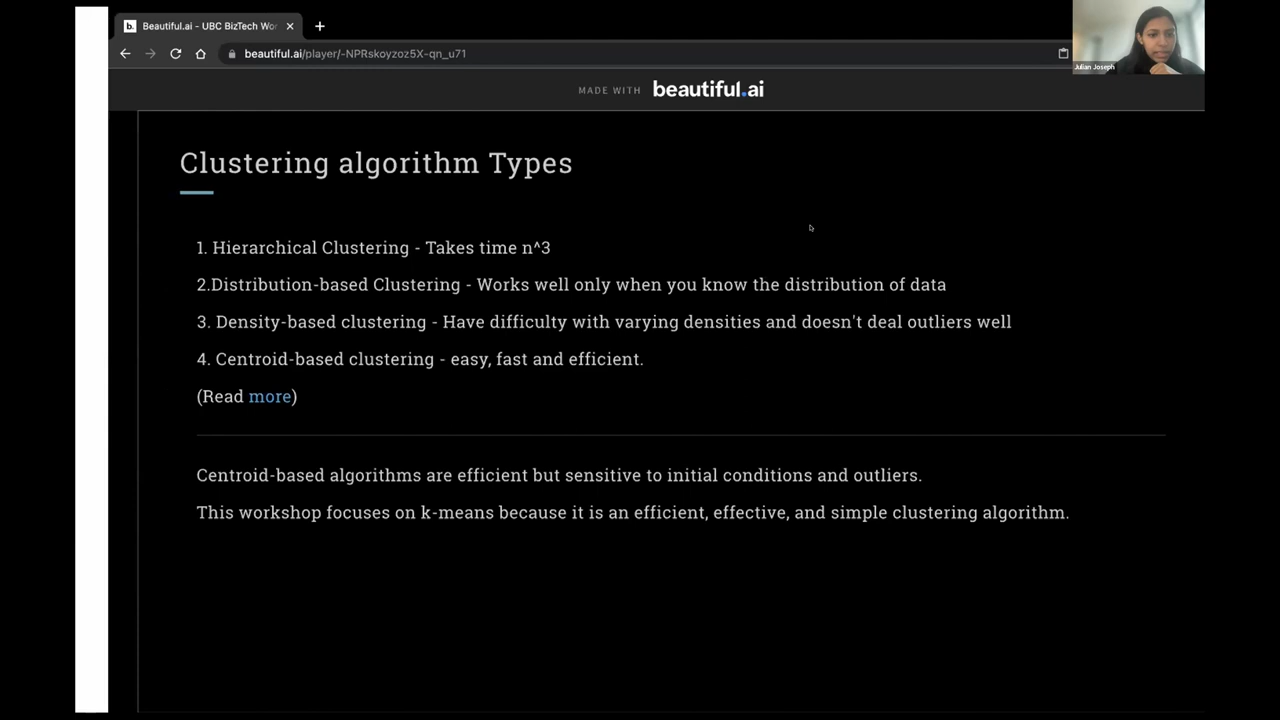 Beautiful.ai - UBC BizTech Wor
beautiful.ai/player/-NPRskoyzoz5X-qn_u71
Julian Joseph
MADE WITH beautiful.ai
Clustering algorithm Types
1. Hierarchical Clustering - Takes time n^3
2.Distribution-based Clustering - Works well only when you know the distribution of data
3. Density-based clustering - Have difficulty with varying densities and doesn't deal outliers well
4. Centroid-based clustering - easy, fast and efficient.
(Read more)
Centroid-based algorithms are efficient but sensitive to initial conditions and outliers.
This workshop focuses on k-means because it is an efficient, effective, and simple clustering algorithm.